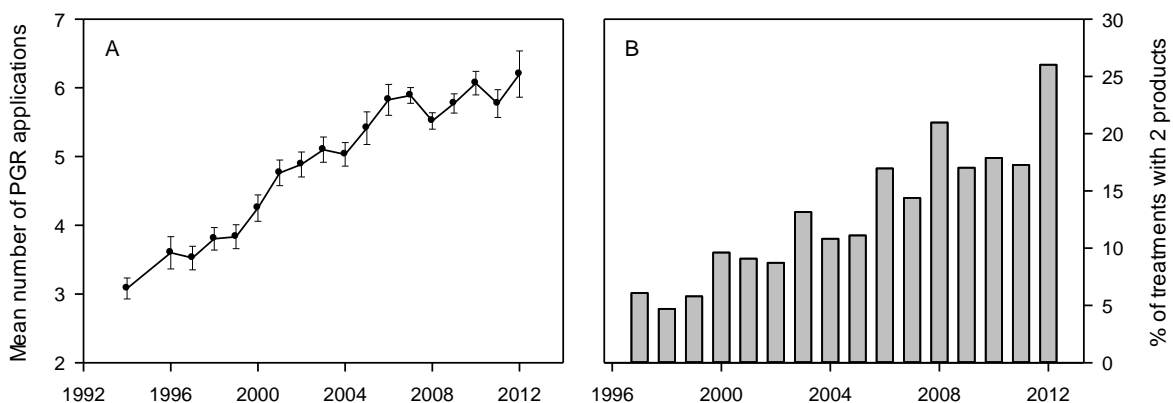 Mean number of PGR applications
7
6
5
4
3
2
A
1992 1996 2000 2004 2008 2012
B
1996 2000 2004 2008 2012
30
25
20
15
10
5
0
% of treatments with 2 products